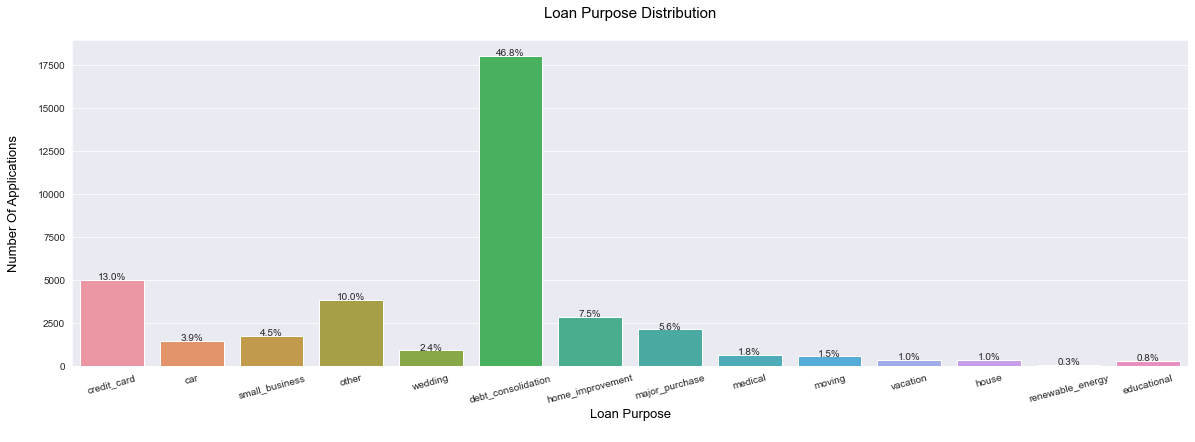 Loan Purpose Distribution
Number Of Applications
17500
15000
12500
10000
7500
5000
2500
0
13.0%
3.9%
4.5%
10.0%
2.4%
46.8%
7.5%
5.6%
1.8%
1.5%
1.0%
1.0%
0.3%
0.8%
credit_card
car
small_business
other
wedding
debt_consolidation
home_improvement
major_purchase
medical
moving
vacation
house
renewable_energy
educational
Loan Purpose